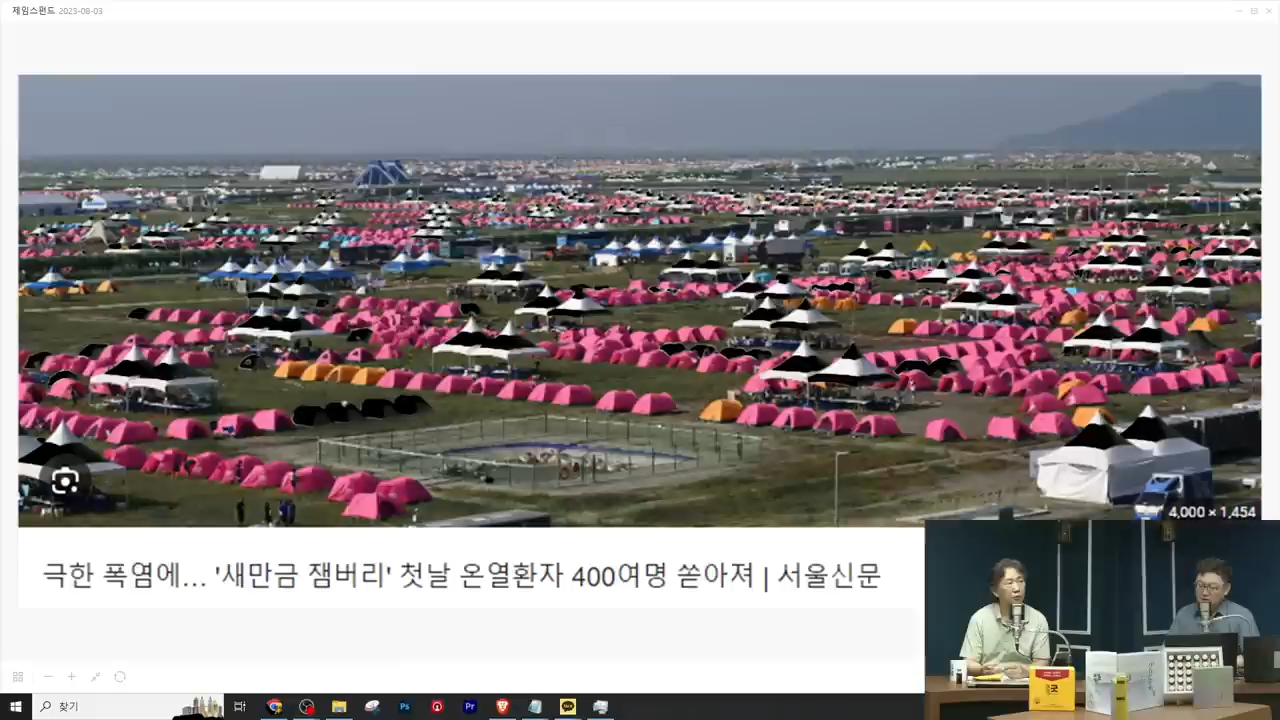 제임스펀드 2023-08-03
4,000 × 1,454
극한 폭염에... '새만금 잼버리' 첫날 온열환자 400여명 쏟아져 | 서울신문
찾기